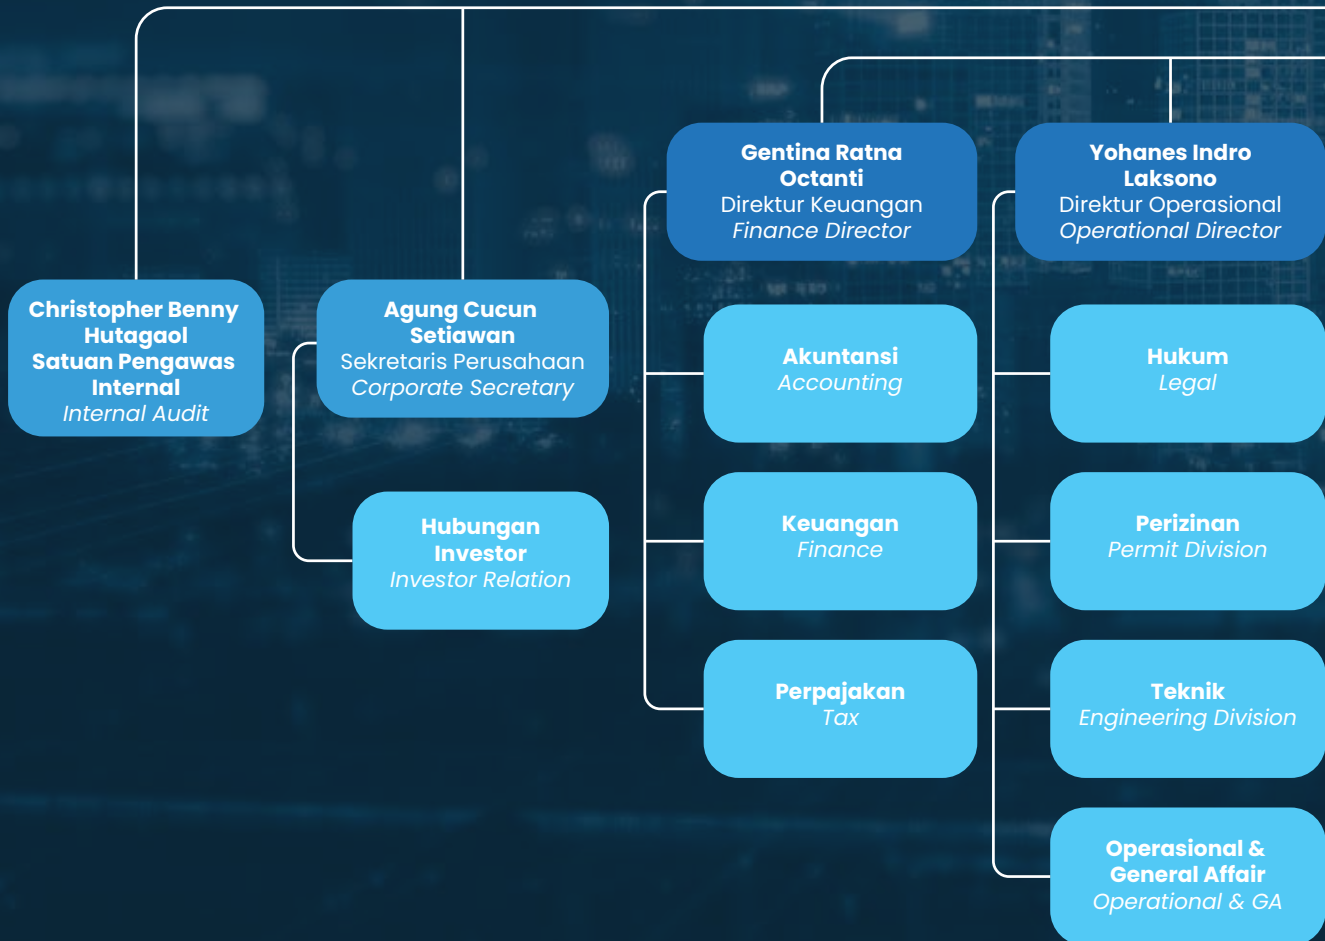 Gentina Ratna
Octanti
Direktur Keuangan
Finance Director
Yohanes Indro
Laksono
Direktur Operasional
Operational Director
Christopher Benny
Hutagaol
Satuan Pengawas
Internal
Internal Audit
Agung Cucun
Setiawan
Sekretaris Perusahaan
Corporate Secretary
Hubungan
Investor
Investor Relation
Akuntansi
Accounting
Keuangan
Finance
Perpajakan
Tax
Hukum
Legal
Perizinan
Permit Division
Teknik
Engineering Division
Operasional &
General Affair
Operational & GA